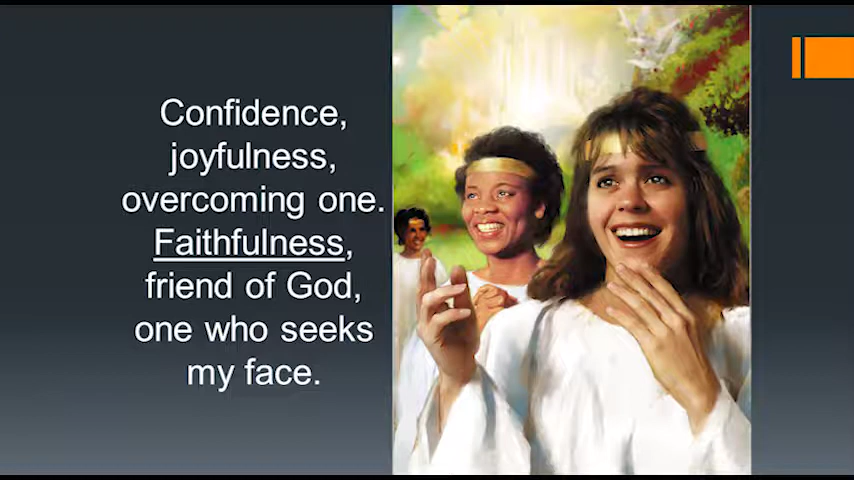 Confidence,
joyfulness,
overcoming one.
Faithfulness,
friend of God,
one who seeks
my face.